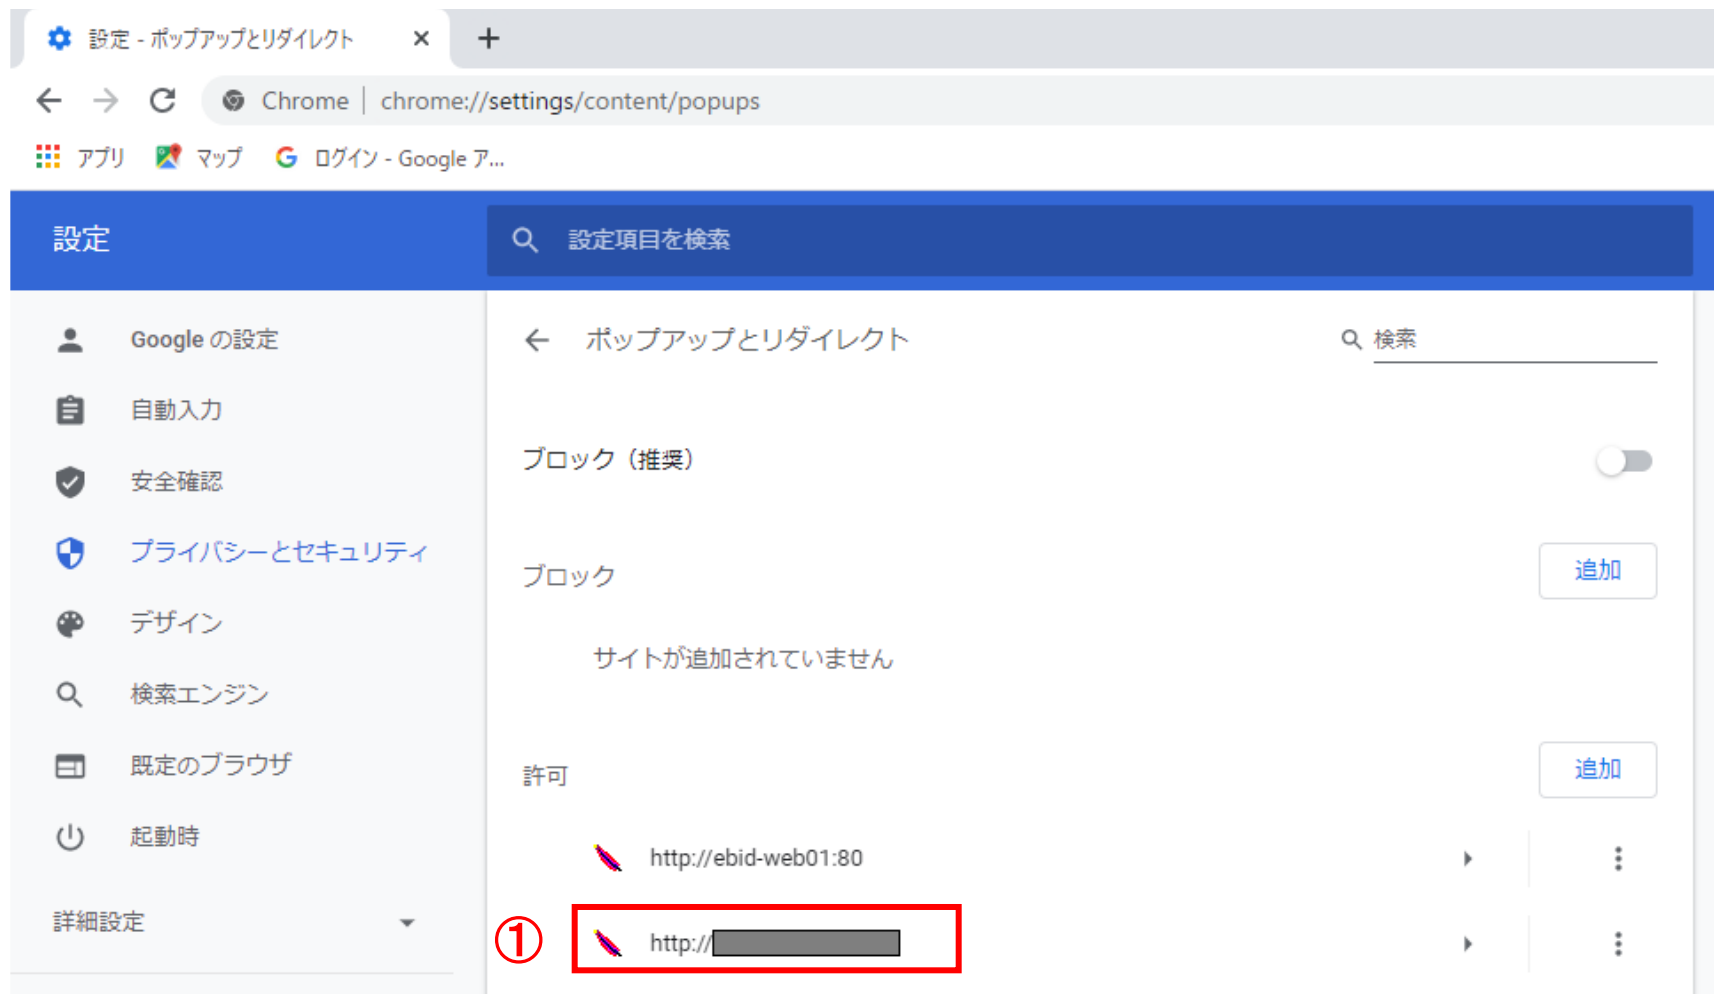 設定 - ポップアップとリダイレクト
Chrome | chrome://settings/content/popups
アプリ マップ ログイン - Google ア...
設定
設定項目を検索
Google の設定
自動入力
安全確認
プライバシーとセキュリティ
デザイン
検索エンジン
既定のブラウザ
起動時
詳細設定
ポップアップとリダイレクト
検索
ブロック（推奨）
ブロック
追加
サイトが追加されていません
許可
追加
http://ebid-web01:80
①
http://